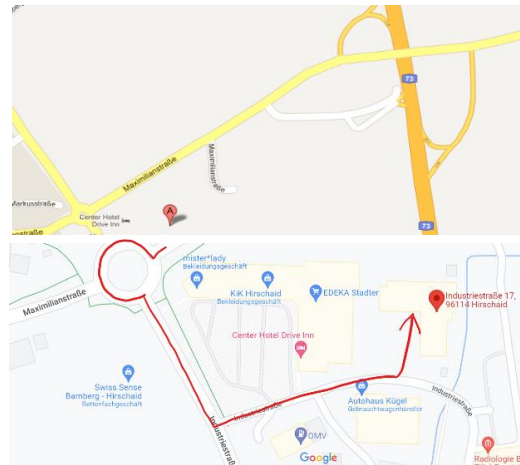 73
Maximilianstraße
Maximilianstraße
Markusstraße
Center Hotel
Drive Inn
A
73
mister*lady
Bekleidungsgeschäft
KiK Hirschaid
Bekleidungsgeschäft
EDEKA Stadter
Industriestraße 17,
96114 Hirschaid
Maximilianstraße
Center Hotel Drive Inn
Swiss Sense
Bamberg - Hirschaid
Bettenfachgeschäft
Industriestraße
Industriestraße
Autohaus Kügel
Gebrauchtwagenhändler
Industriestraße
OMV
Google
Radiologie B